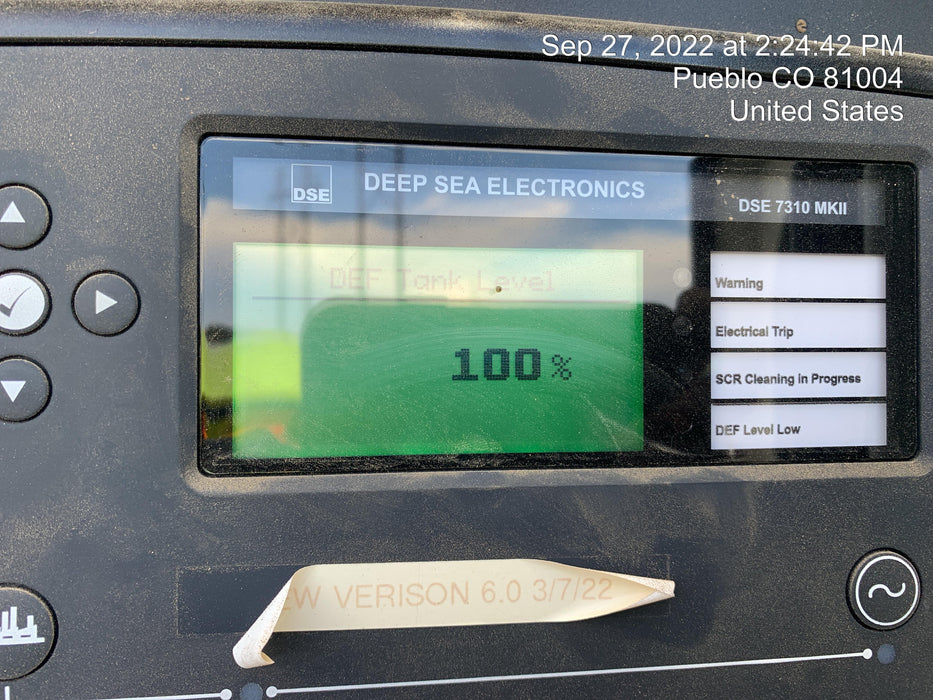 Sep 27, 2022 at 2:24:42 PM
Pueblo CO 81004
United States
DSE
DEEP SEA ELECTRONICS
DSE 7310 MKII
DEF Tank Level
100 %
Warning
Electrical Trip
SCR Cleaning in Progress
DEF Level Low
EW VERISON 6.0 3/7/22